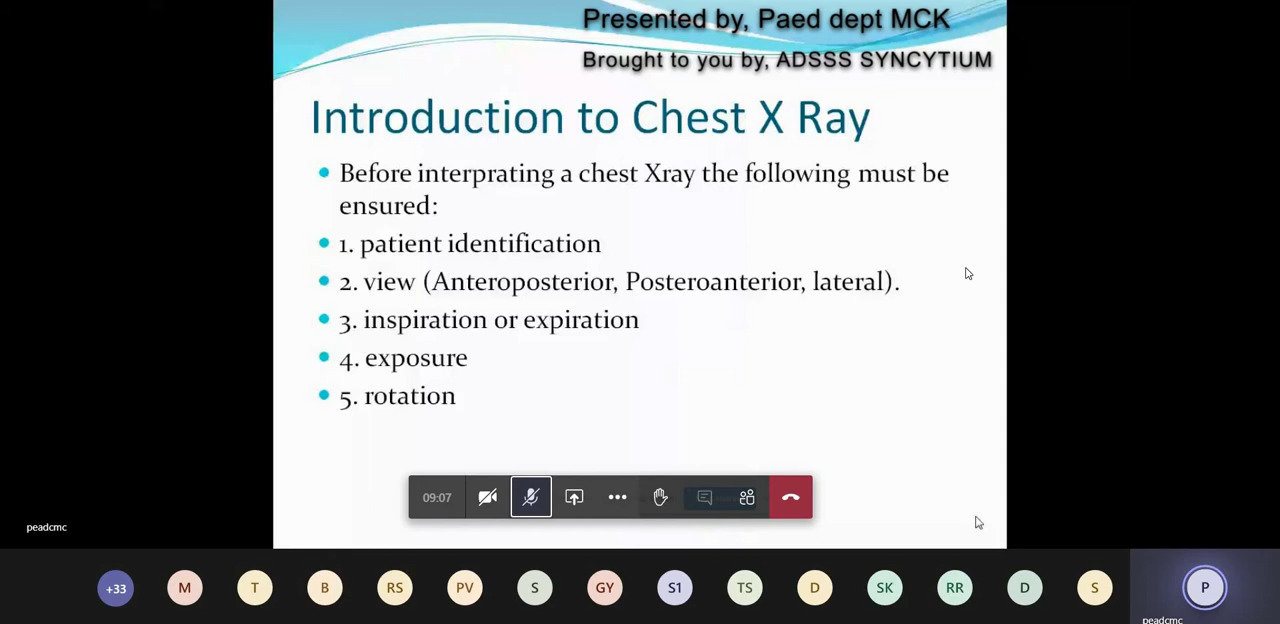 Presented by, Paed dept MCK
Brought to you by, ADSSS SYNCYTIUM
Introduction to Chest X Ray
Before interprating a chest Xray the following must be
ensured:
1. patient identification
2. view (Anteroposterior, Posteroanterior, lateral).
3. inspiration or expiration
4. exposure
5. rotation
09:07
peadcmc
+33 M T B RS PV S GY S1 TS D SK RR D S P
peadcmc